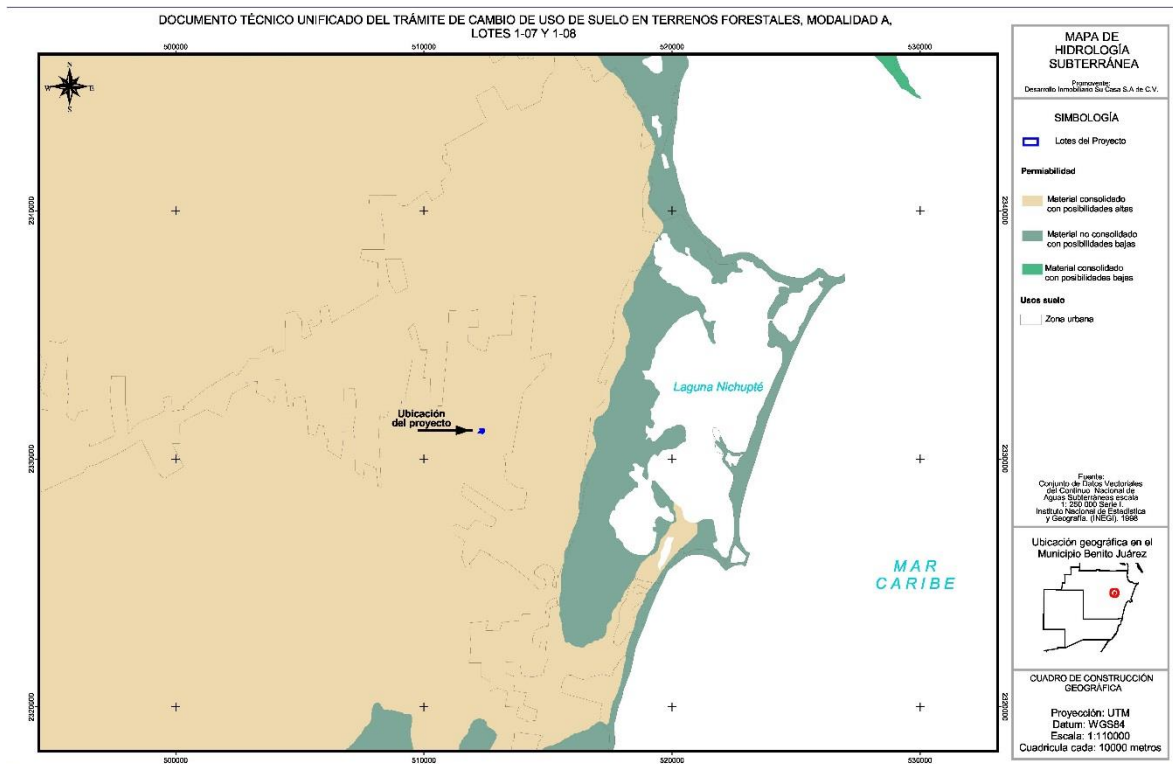 DOCUMENTO TÉCNICO UNIFICADO DEL TRÁMITE DE CAMBIO DE USO DE SUELO EN TERRENOS FORESTALES, MODALIDAD A,
LOTES 1-07 Y 1-08
500000
510000
520000
530000
N
W
E
S
2340000
2340000
2330000
2330000
2320000
2320000
Ubicación
del proyecto
Laguna Nichupté
MAR
CARIBE
500000
510000
520000
530000
MAPA DE
HIDROLOGÍA
SUBTERRÁNEA
Promovente:
Desarrollo Inmobiliario Su Casa S.A de C.V.
SIMBOLOGÍA
Lotes del Proyecto
Permiabilidad
Material consolidado
con posibilidades altas
Material no consolidado
con posibilidades bajas
Material consolidado
con posibilidades bajas
Usos suelo
Zona urbana
Fuente:
Conjunto de Datos Vectoriales
del Continuo Nacional de
Aguas Subterráneas escala
1: 250 000 Serie I.
Instituto Nacional de Estadística
y Geografía. (INEGI). 1998
Ubicación geográfica en el
Municipio Benito Juárez
CUADRO DE CONSTRUCCIÓN
GEOGRÁFICA
Proyección: UTM
Datum: WGS84
Escala: 1:110000
Cuadricula cada: 10000 metros